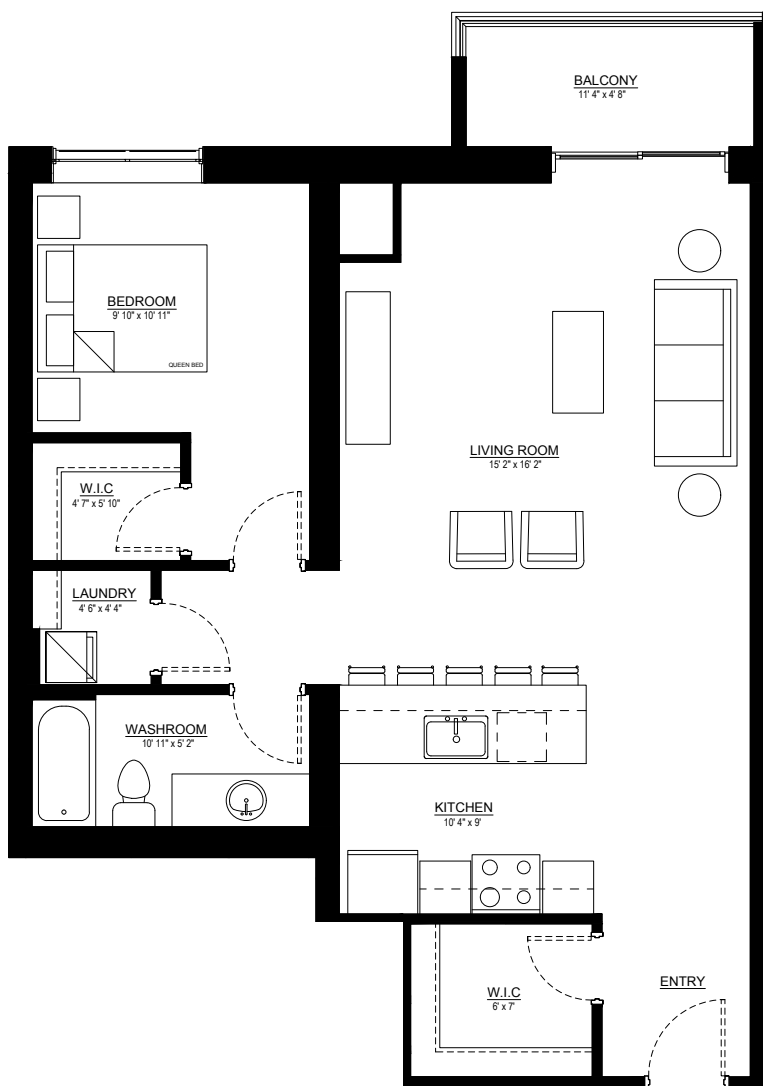 BALCONY
11' 4" x 4' 8"
BEDROOM
9' 10" x 10' 11"
QUEEN BED
LIVING ROOM
15' 2" x 16' 2"
W.I.C
4' 7" x 5' 10"
LAUNDRY
4' 6" x 4' 4"
WASHROOM
10' 11" x 5' 2"
KITCHEN
10' 4" x 9'
W.I.C
6' x 7'
ENTRY